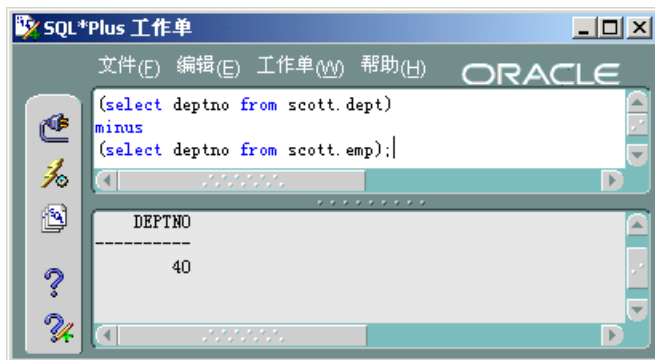 SQL*Plus 工作单
文件(F) 编辑(E) 工作单(W) 帮助(H) ORACLE
(select deptno from scott.dept)
minus
(select deptno from scott.emp);
DEPTNO
----------
40